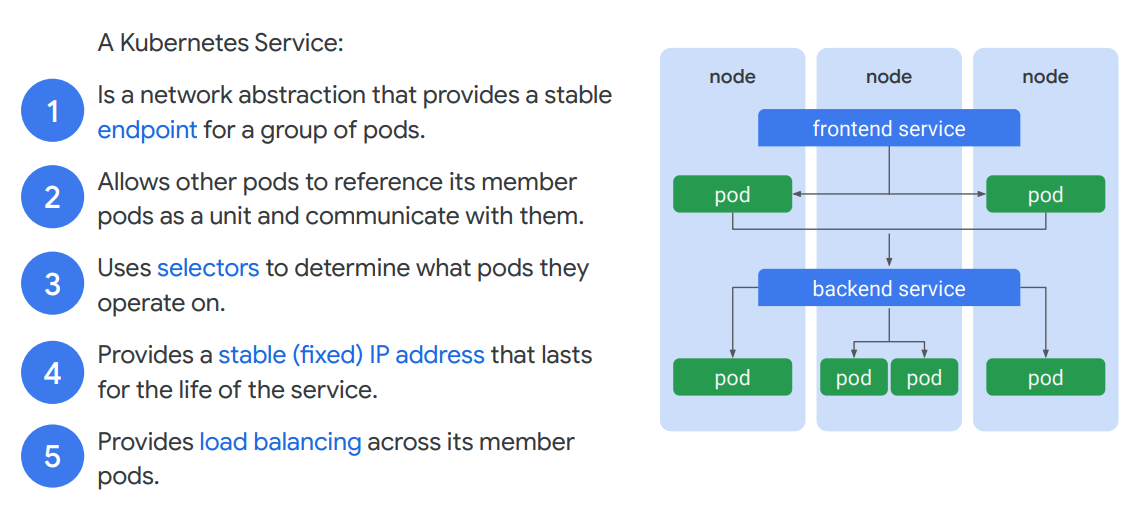 A Kubernetes Service:
1
Is a network abstraction that provides a stable
endpoint for a group of pods.
2
Allows other pods to reference its member
pods as a unit and communicate with them.
3
Uses selectors to determine what pods they
operate on.
4
Provides a stable (fixed) IP address that lasts
for the life of the service.
5
Provides load balancing across its member
pods.
node node node
frontend service
pod pod
backend service
pod pod pod pod